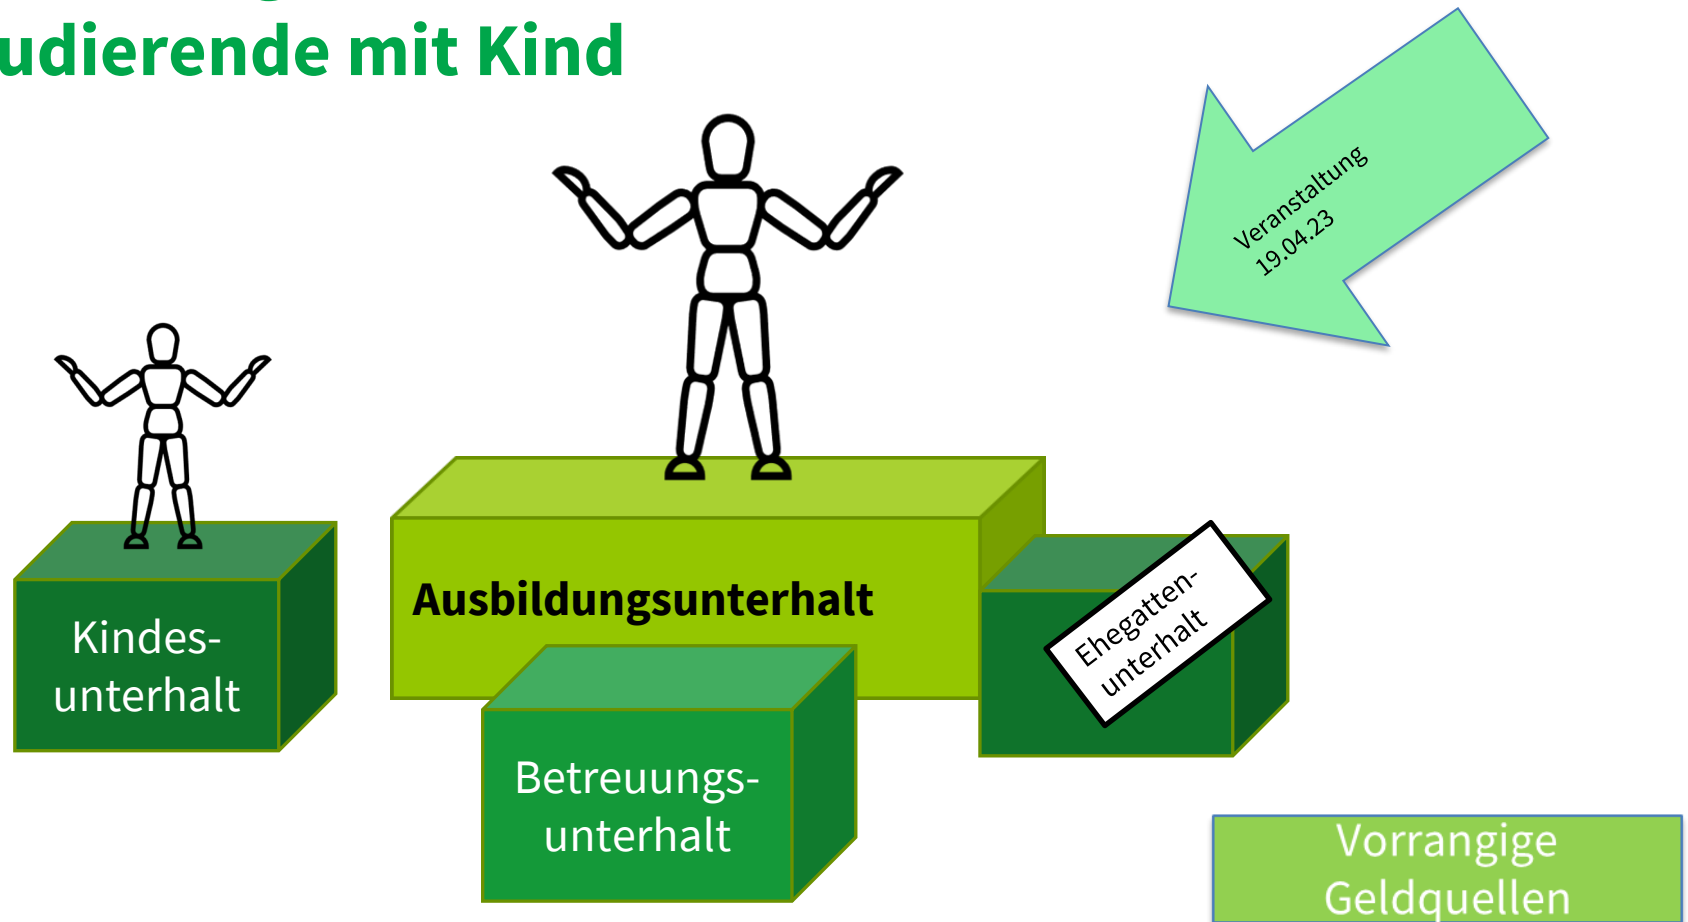 udierende mit Kind
Veranstaltung
19.04.23
Ausbildungsunterhalt
Ehegatten-
unterhalt
Kindes-
unterhalt
Betreuungs-
unterhalt
Vorrangige
Geldquellen